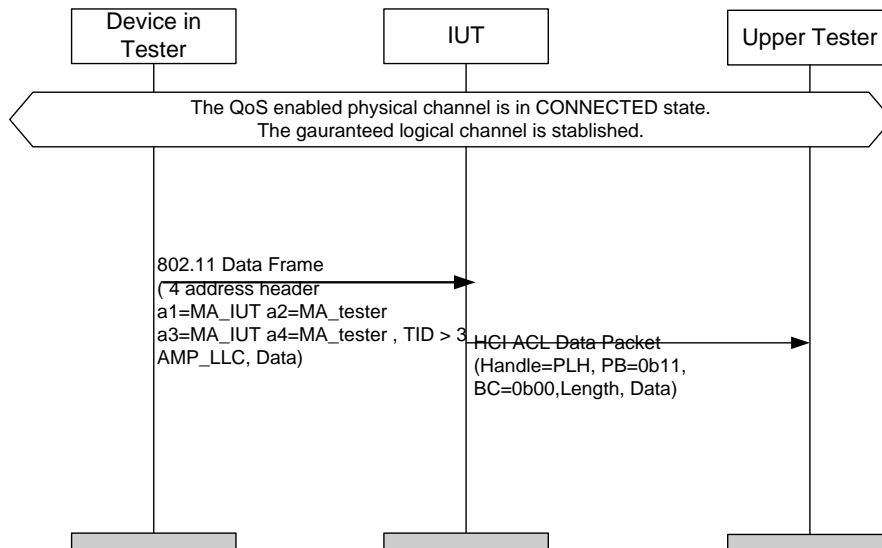 Device in
Tester
IUT
Upper Tester
The QoS enabled physical channel is in CONNECTED state.
The gauranteed logical channel is stablished.
802.11 Data Frame
( 4 address header
a1=MA_IUT a2=MA_tester
a3=MA_IUT a4=MA_tester , TID > 3
AMP_LLC, Data)
HCI ACL Data Packet
(Handle=PLH, PB=0b11,
BC=0b00,Length, Data)